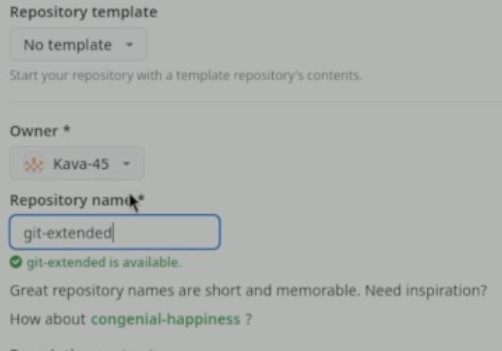 Repository template
No template
Start your repository with a template repository's contents.
Owner *
Kava-45
Repository name *
git-extended
git-extended is available.
Great repository names are short and memorable. Need inspiration?
How about congenial-happiness ?